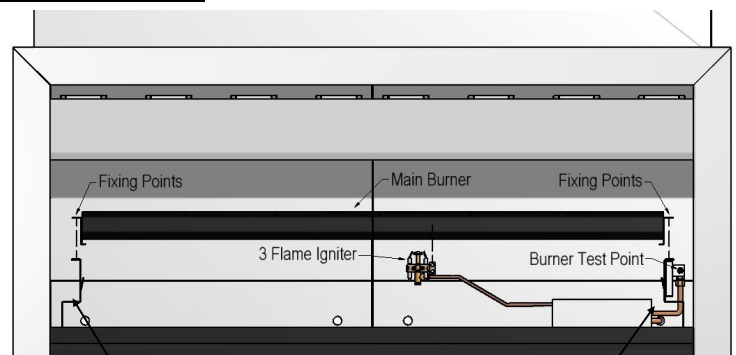 Fixing Points
Main Burner
Fixing Points
3 Flame Igniter
Burner Test Point